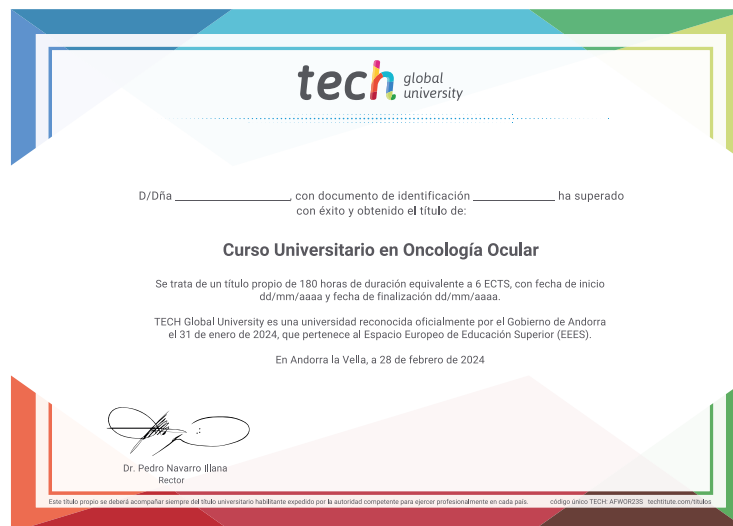 tech global university
D/Dña ________________, con documento de identificación ____________ ha superado
con éxito y obtenido el título de:
Curso Universitario en Oncología Ocular
Se trata de un título propio de 180 horas de duración equivalente a 6 ECTS, con fecha de inicio
dd/mm/aaaa y fecha de finalización dd/mm/aaaa.
TECH Global University es una universidad reconocida oficialmente por el Gobierno de Andorra
el 31 de enero de 2024, que pertenece al Espacio Europeo de Educación Superior (EEES).
En Andorra la Vella, a 28 de febrero de 2024
Dr. Pedro Navarro Illana
Rector
Este título propio se deberá acompañar siempre del título universitario habilitante expedido por la autoridad competente para ejercer profesionalmente en cada país. código único TECH: AFWOR23S techtitute.com/titulos